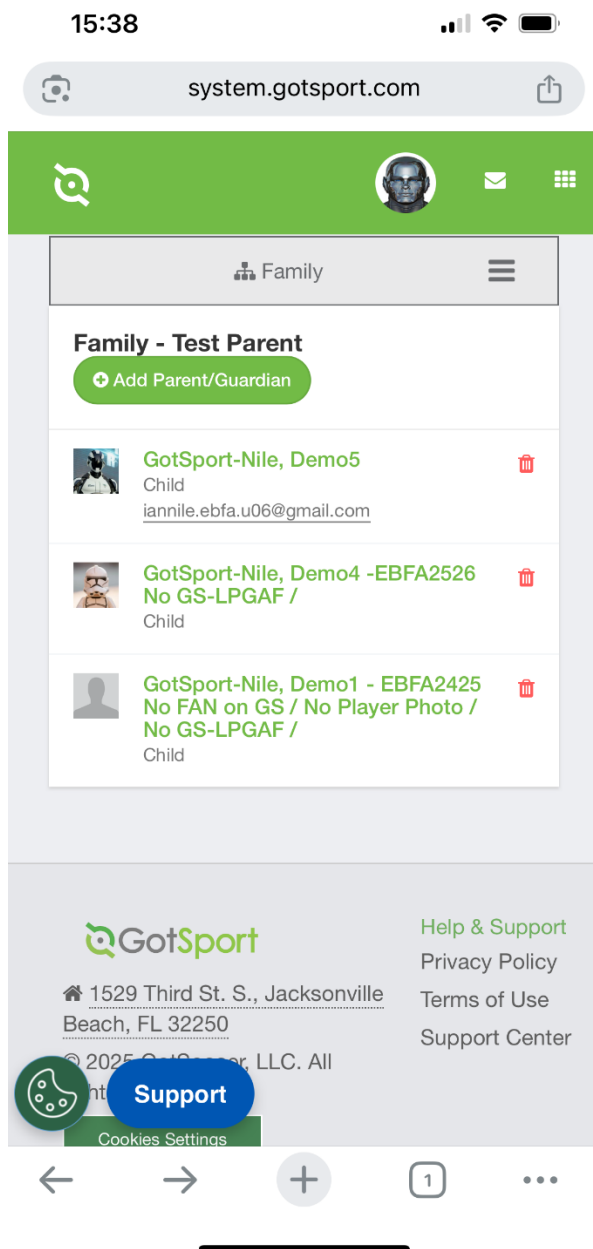 15:38
system.gotsport.com
Family
Family - Test Parent
Add Parent/Guardian
GotSport-Nile, Demo5
Child
iannile.ebfa.u06@gmail.com
GotSport-Nile, Demo4 -EBFA2526
No GS-LPGAF /
Child
GotSport-Nile, Demo1 - EBFA2425
No FAN on GS / No Player Photo /
No GS-LPGAF /
Child
GotSport
1529 Third St. S., Jacksonville
Beach, FL 32250
© 2025 LLC. All
Support
Cookies Settings
Help & Support
Privacy Policy
Terms of Use
Support Center
1